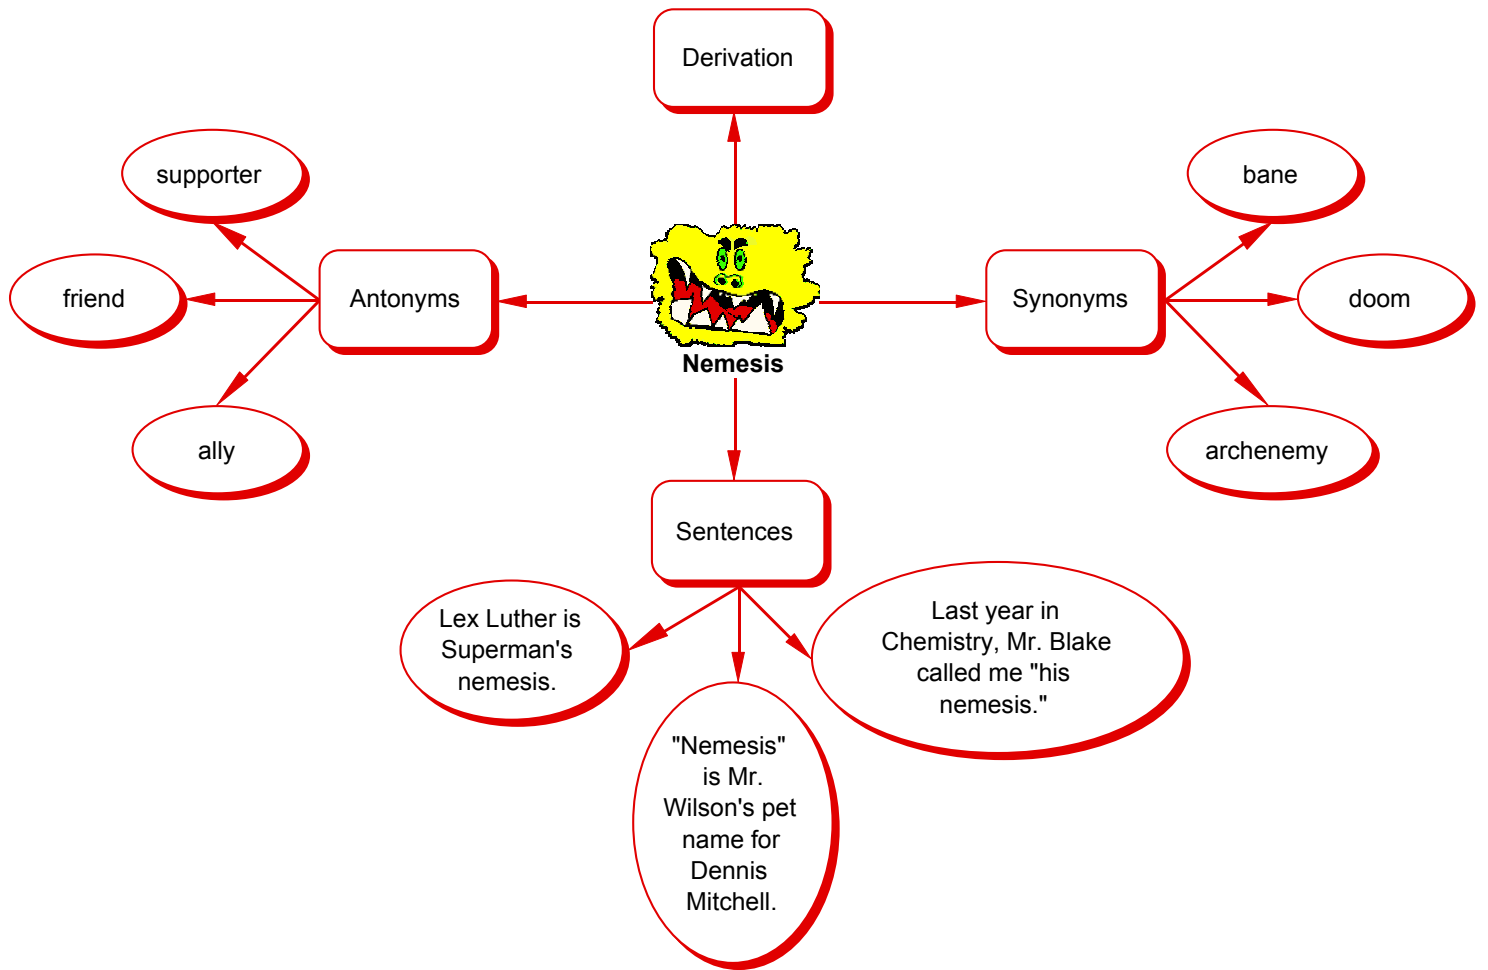 Derivation
supporter
bane
friend
Antonyms
Synonyms
doom
Nemesis
ally
archenemy
Sentences
Lex Luther is
Superman's
nemesis.
"Nemesis"
is Mr.
Wilson's pet
name for
Dennis
Mitchell.
Last year in
Chemistry, Mr. Blake
called me "his
nemesis."